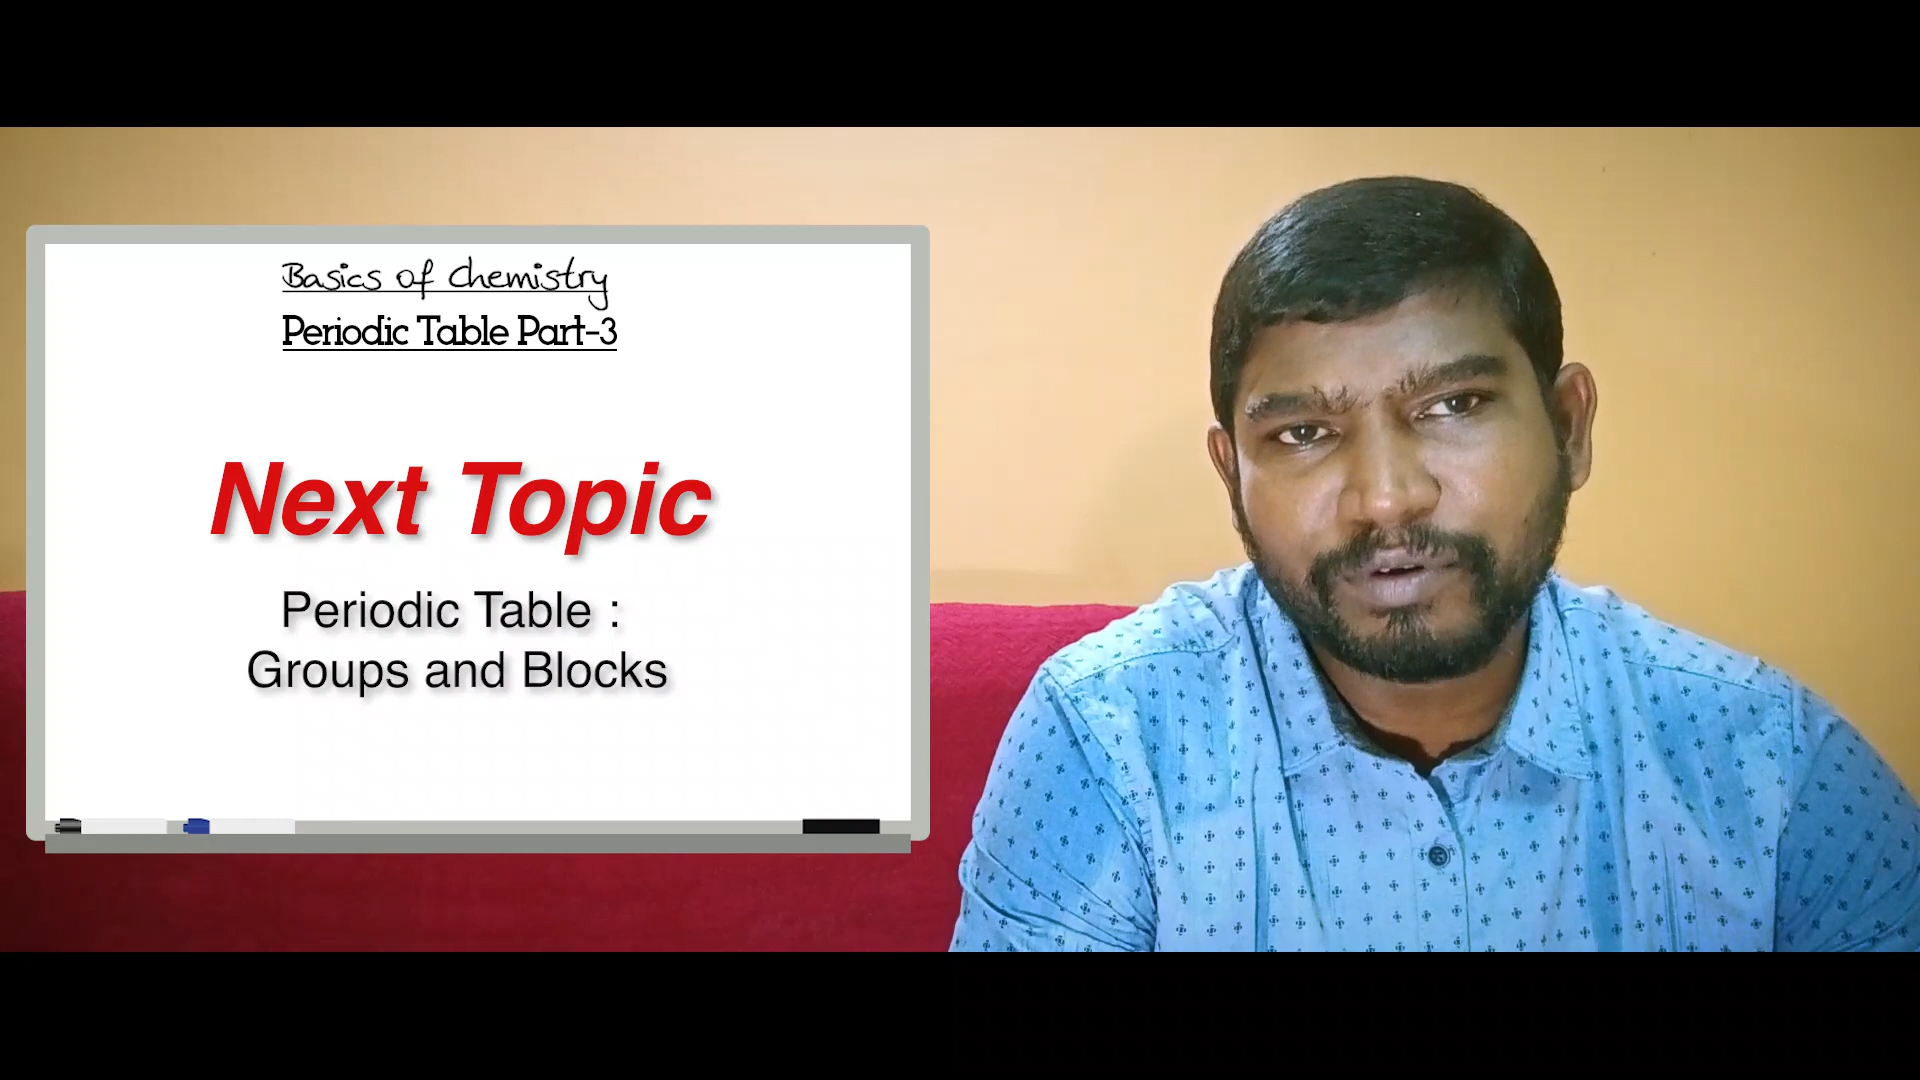 Basics of Chemistry
Periodic Table Part-3
Next Topic
Periodic Table :
Groups and Blocks